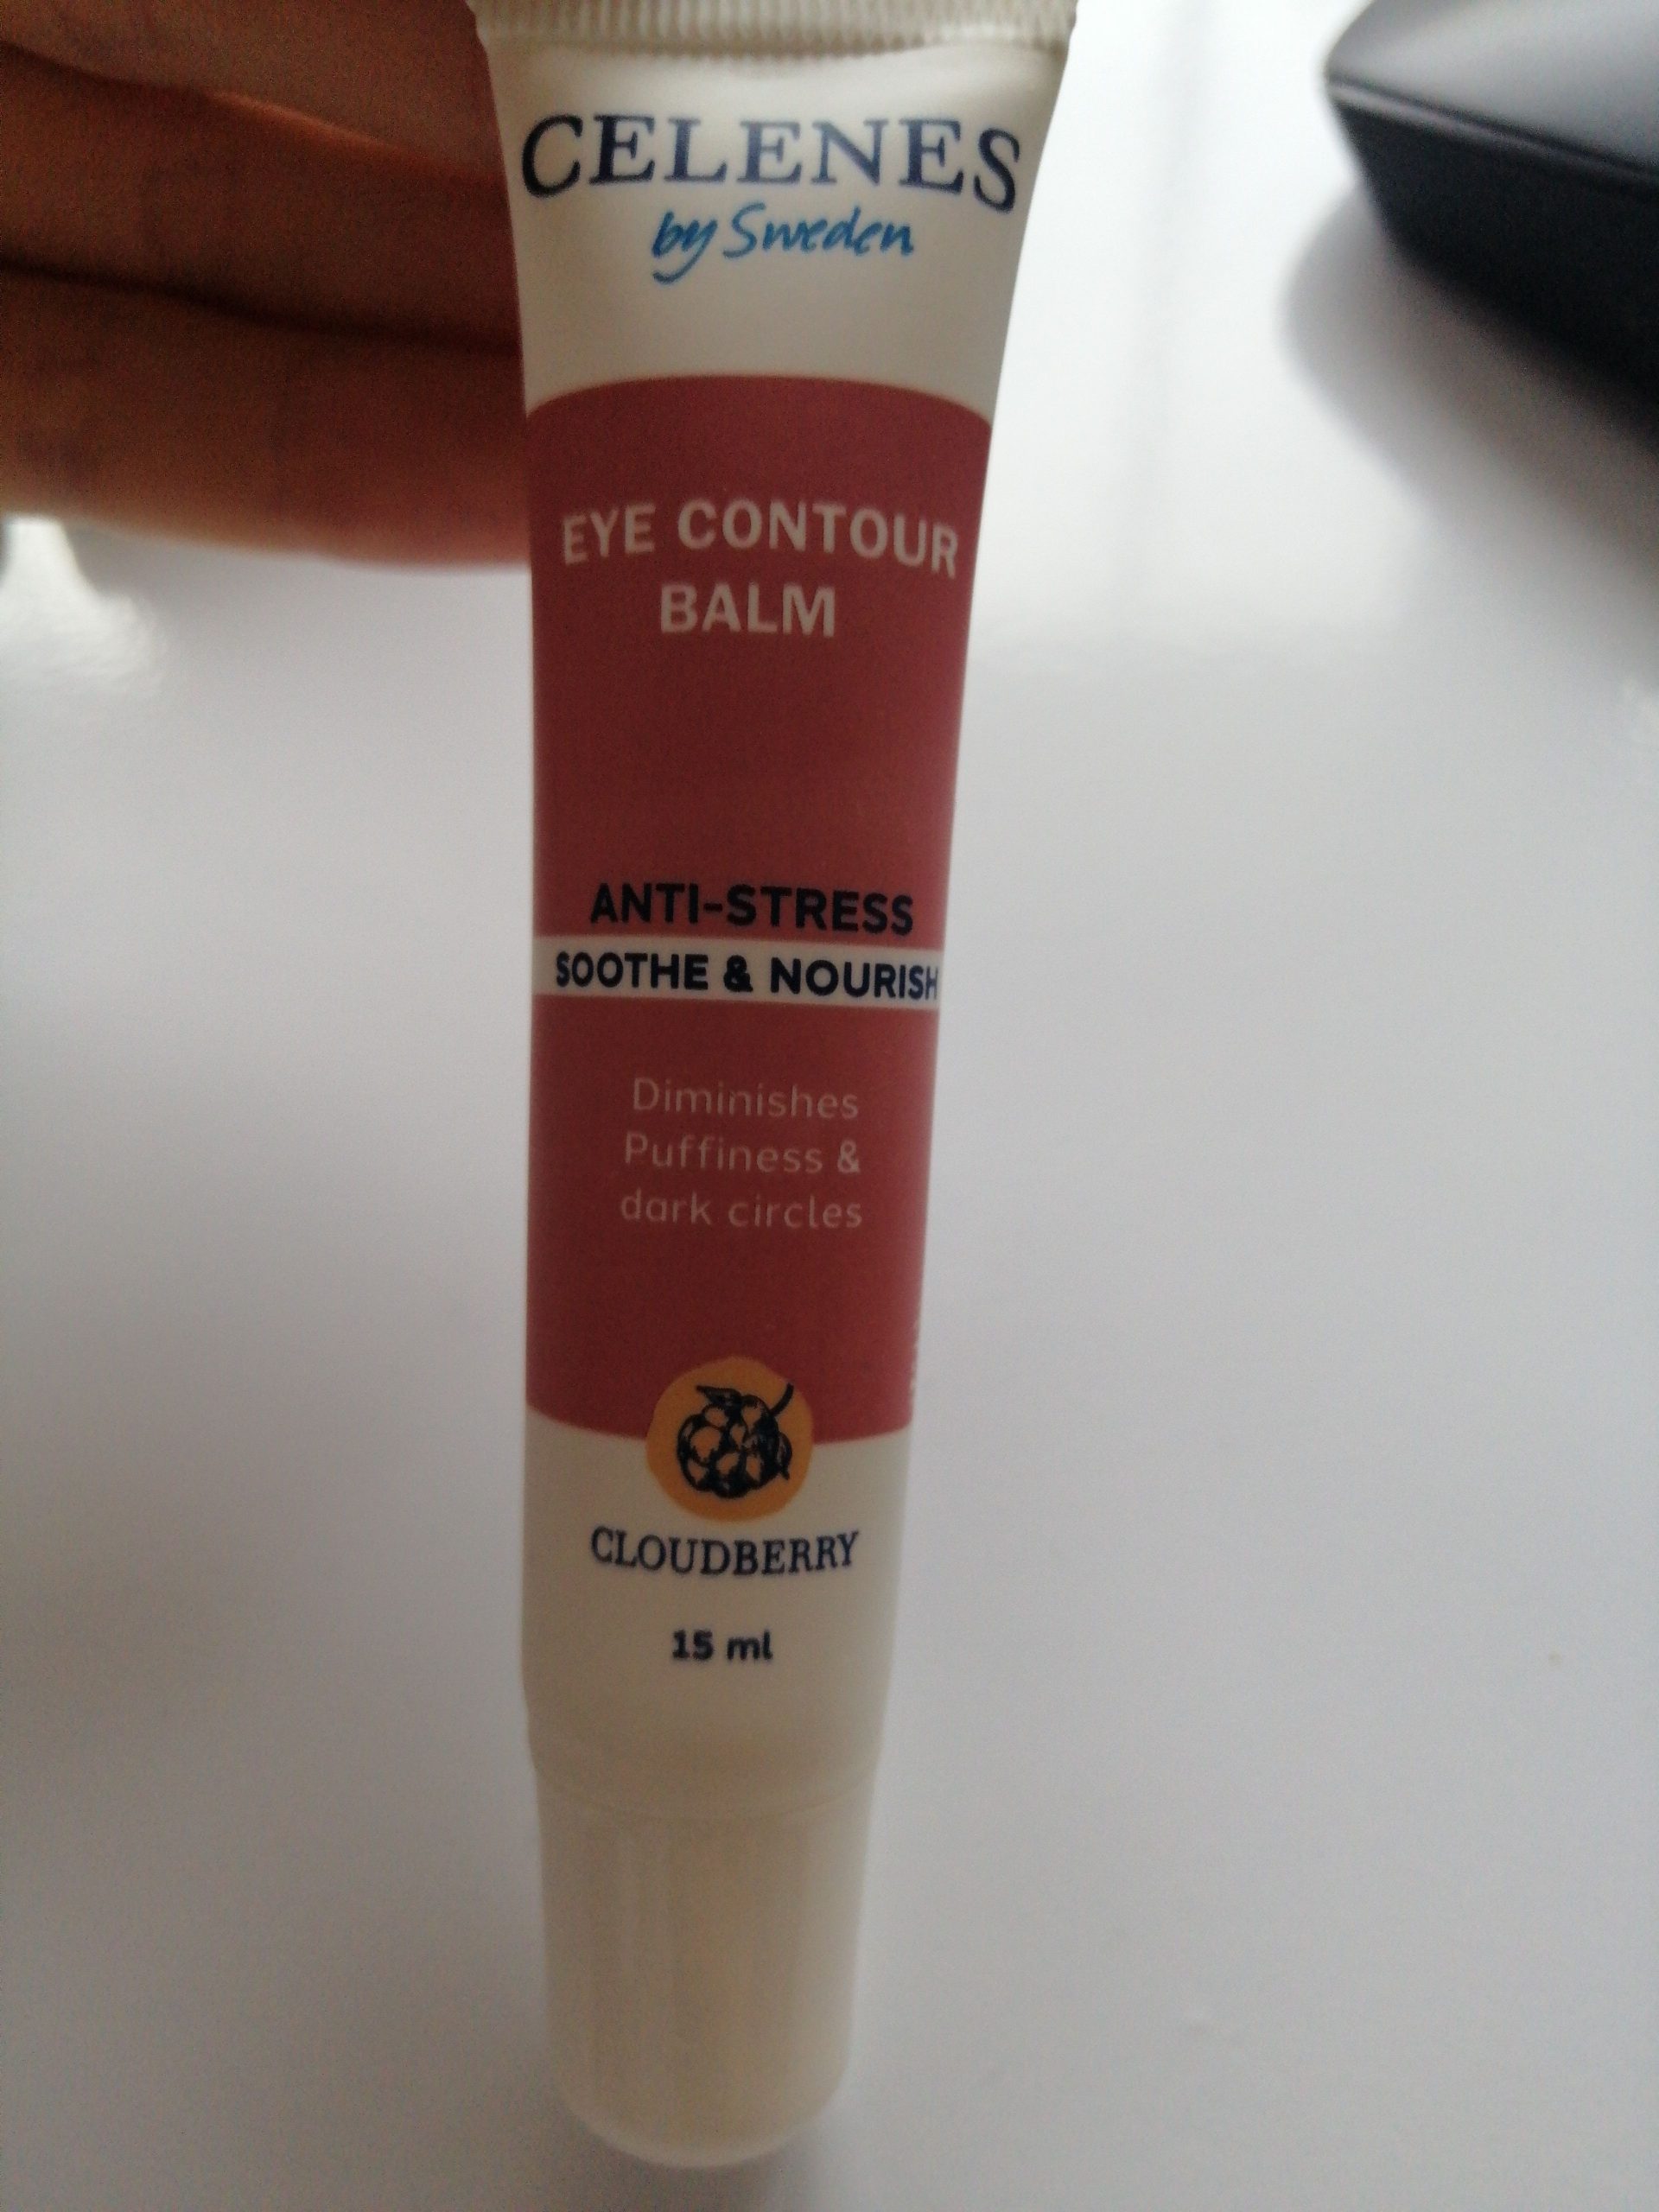 CELENES
by Sweden
EYE CONTOUR
BALM
ANTI-STRESS
SOOTHE & NOURISH
Diminishes
Puffiness &
dark circles
CLOUDBERRY
15 ml